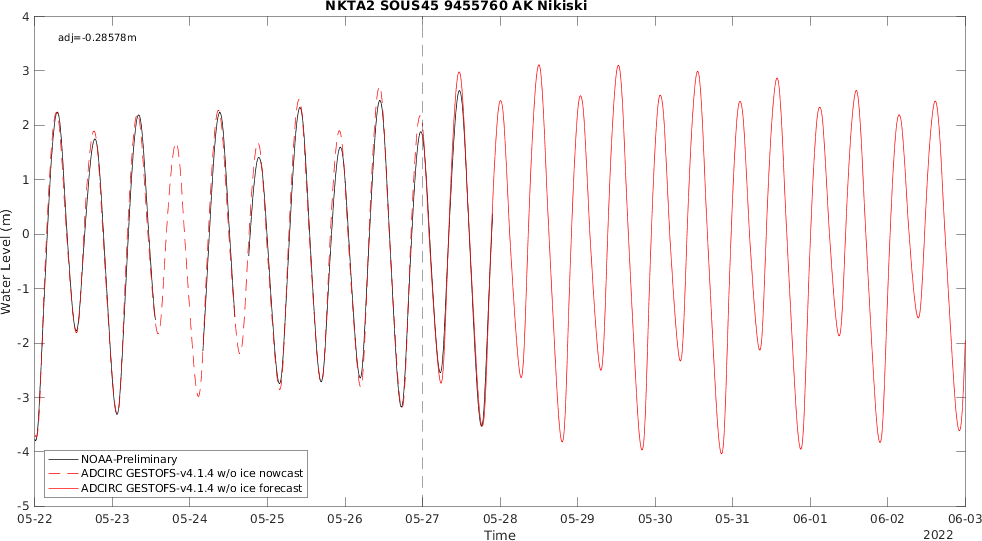 NKTA2 SOUS45 9455760 AK Nikiski
adj=-0.28578m
Water Level (m)
4
3
2
1
0
-1
-2
-3
-4
-5
NOAA-Preliminary
ADCIRC GESTOFS-v4.1.4 w/o ice nowcast
ADCIRC GESTOFS-v4.1.4 w/o ice forecast
05-22 05-23 05-24 05-25 05-26 05-27 05-28 05-29 05-30 05-31 06-01 06-02 06-03
Time
2022